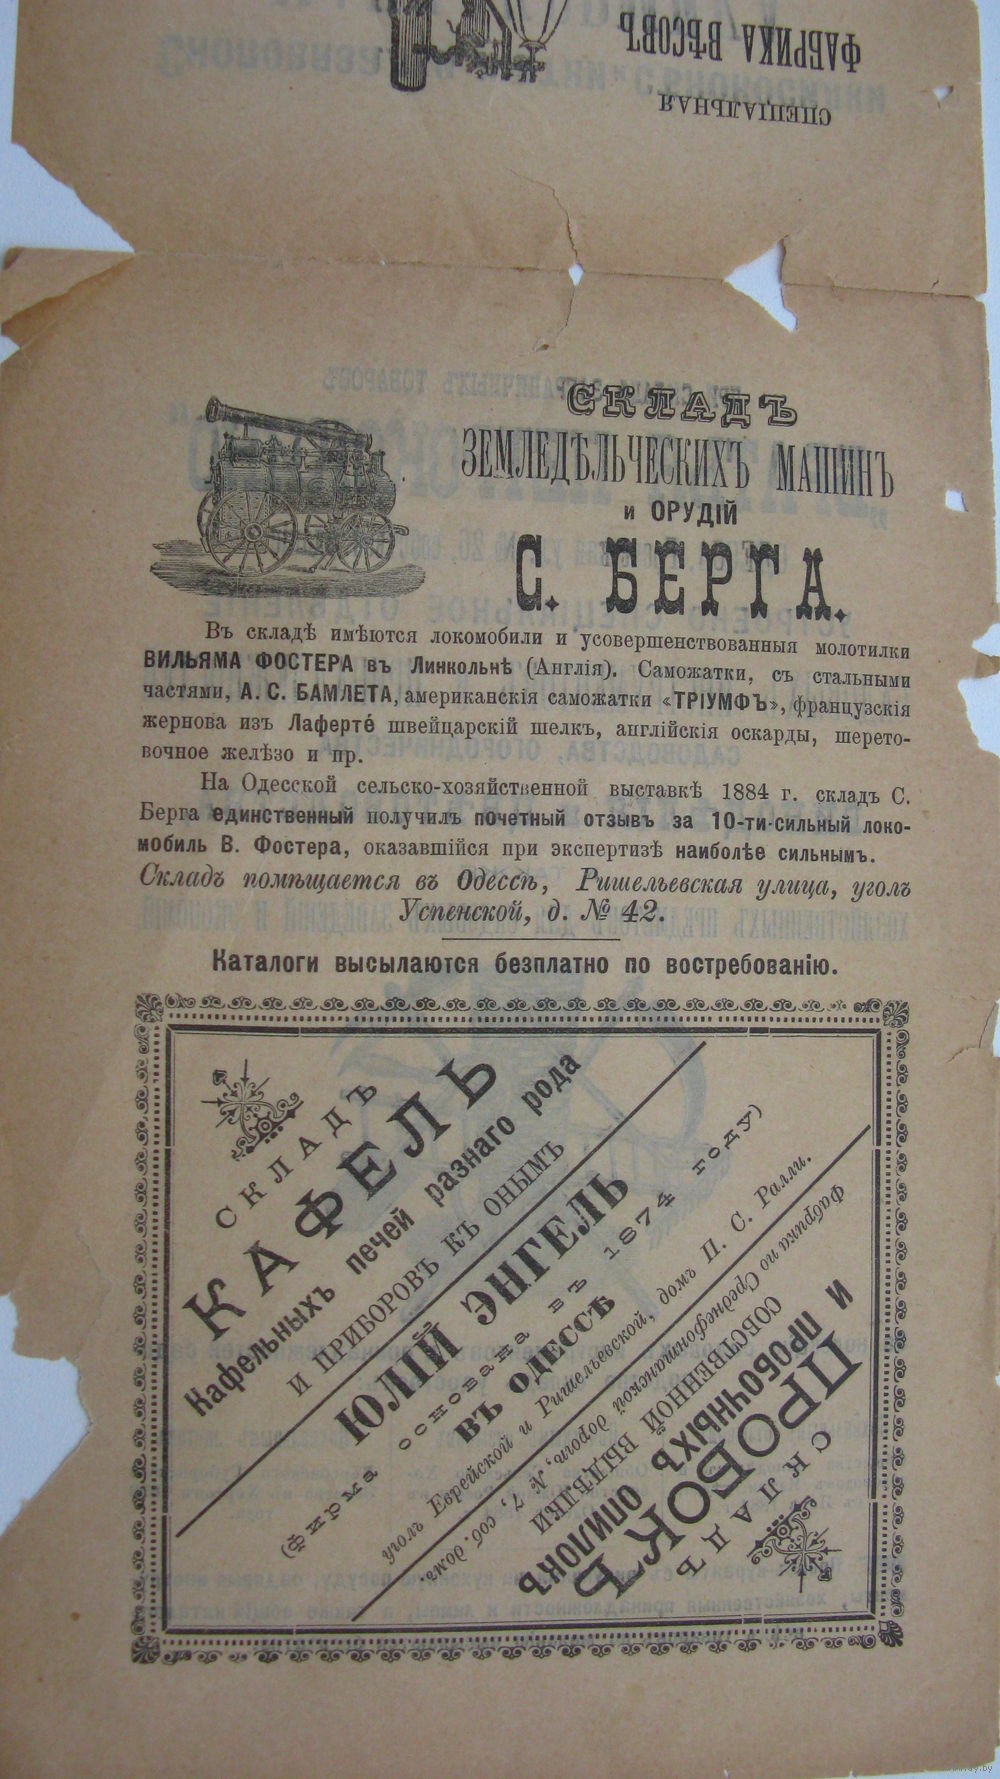 СПЕЦІАЛЬНАЯ
ФАБРИКА ВѢСОВЪ
СКЛАДЪ
ЗЕМЛЕДѢЛЬЧЕСКИХЪ МАШИНЪ
и ОРУДІЙ
С. БЕРГА.
Въ складѣ имѣются локомобили и усовершенствованныя молотилки
ВИЛЬЯМА ФОСТЕРА въ Линкольнѣ (Англія). Саможатки, съ стальными
частями, А. С. БАМЛЕТА, американскія саможатки «ТРІУМФЪ», французскія
жернова изъ Лаферте́ швейцарскій шелкъ, англійскія оскарды, шерето-
вочное желѣзо и пр.
На Одесской сельско-хозяйственной выставкѣ 1884 г. складъ С.
Берга единственный получилъ почетный отзывъ за 10-ти-сильный локо-
мобиль В. Фостера, оказавшійся при экспертизѣ наиболѣе сильнымъ.
Складъ помѣщается въ Одессѣ, Ришельевская улица, уголъ
Успенской, д. № 42.
Каталоги высылаются безплатно по востребованію.
СКЛАДЪ
КАФЕЛЬ
Кафельныхъ печей разнаго рода
и ПРИБОРОВЪ КЪ ОНЫМЪ
ЮЛІЙ ЭНГЕЛЬ
(Фирма основана въ 1874 году)
въ ОДЕССѢ
уголъ Еврейской и Ришельевской, домъ П. С. Ралли.
СКЛАДЪ
ПРОБОКЪ
И ПРОБОЧНЫХЪ ОПИЛОКЪ
СОБСТВЕННОЙ ВЫДѢЛКИ
Фабрика по Среднефонтанской дорогѣ, № 7, соб. домъ.